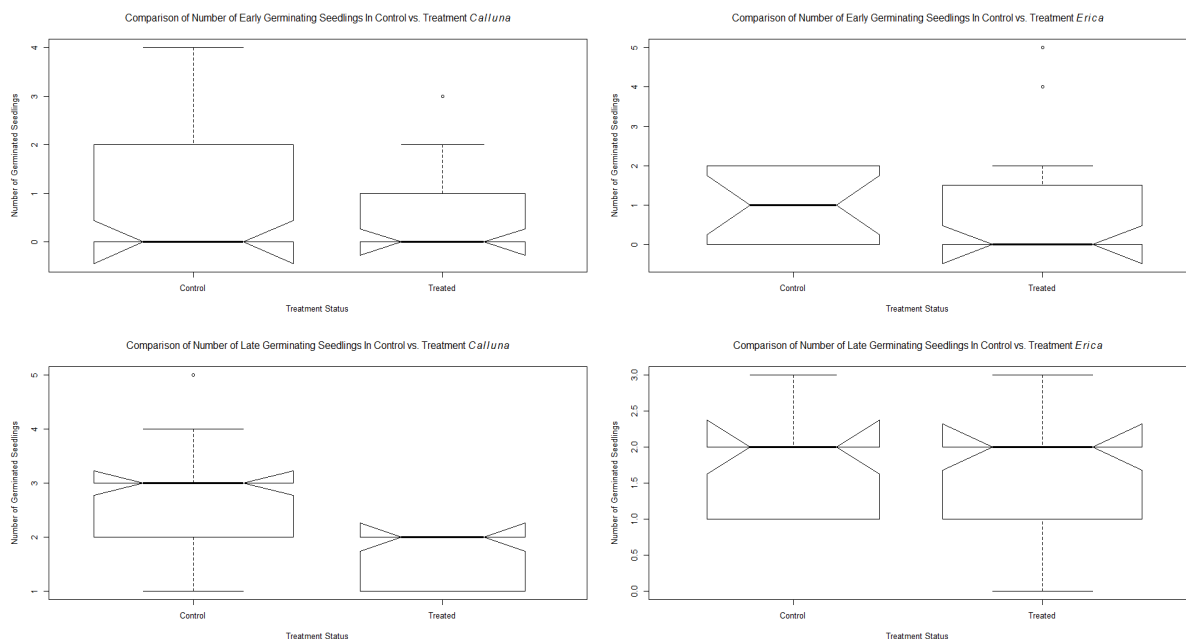 Comparison of Number of Early Germinating Seedlings In Control vs. Treatment Calluna
Number of Germinated Seedlings
4
3
2
1
0
Control
Treated
Treatment Status
Comparison of Number of Early Germinating Seedlings In Control vs. Treatment Erica
Number of Germinated Seedlings
5
4
3
2
1
0
Control
Treated
Treatment Status
Comparison of Number of Late Germinating Seedlings In Control vs. Treatment Calluna
Number of Germinated Seedlings
5
4
3
2
1
Control
Treated
Treatment Status
Comparison of Number of Late Germinating Seedlings In Control vs. Treatment Erica
Number of Germinated Seedlings
3.0
2.5
2.0
1.5
1.0
0.5
0.0
Control
Treated
Treatment Status